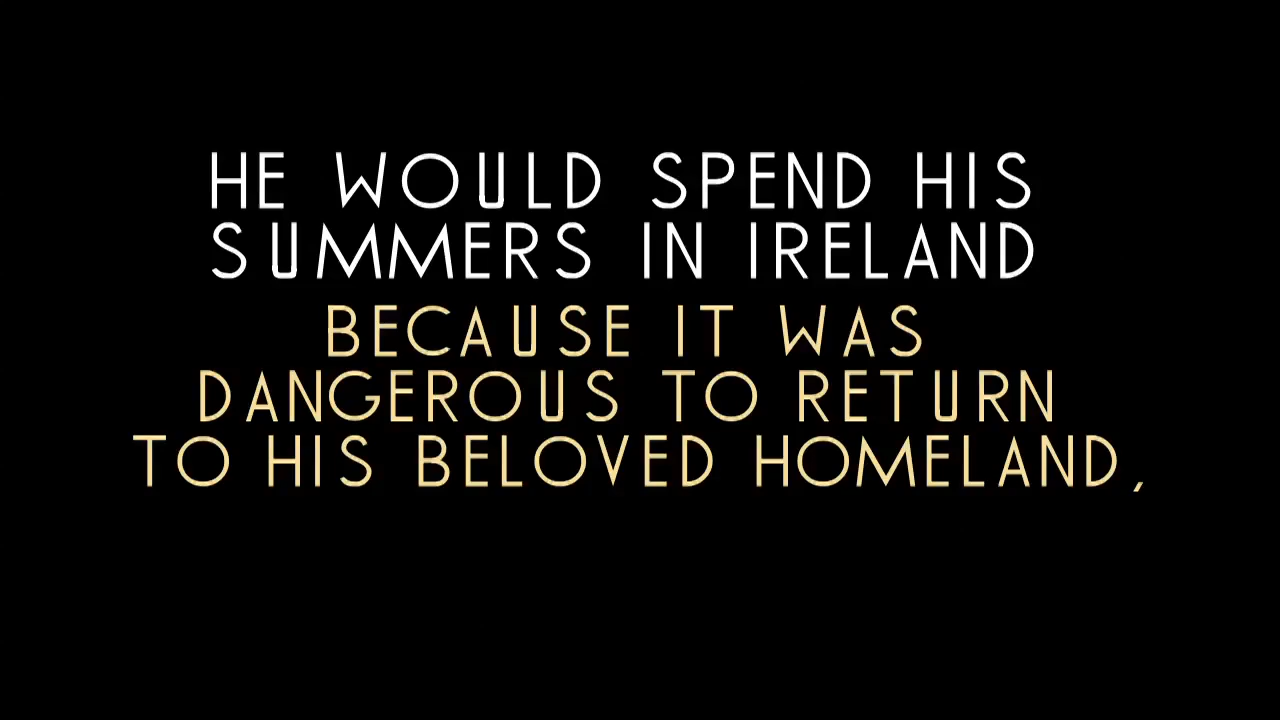 HE WOULD SPEND HIS
SUMMERS IN IRELAND
BECAUSE IT WAS
DANGEROUS TO RETURN
TO HIS BELOVED HOMELAND,